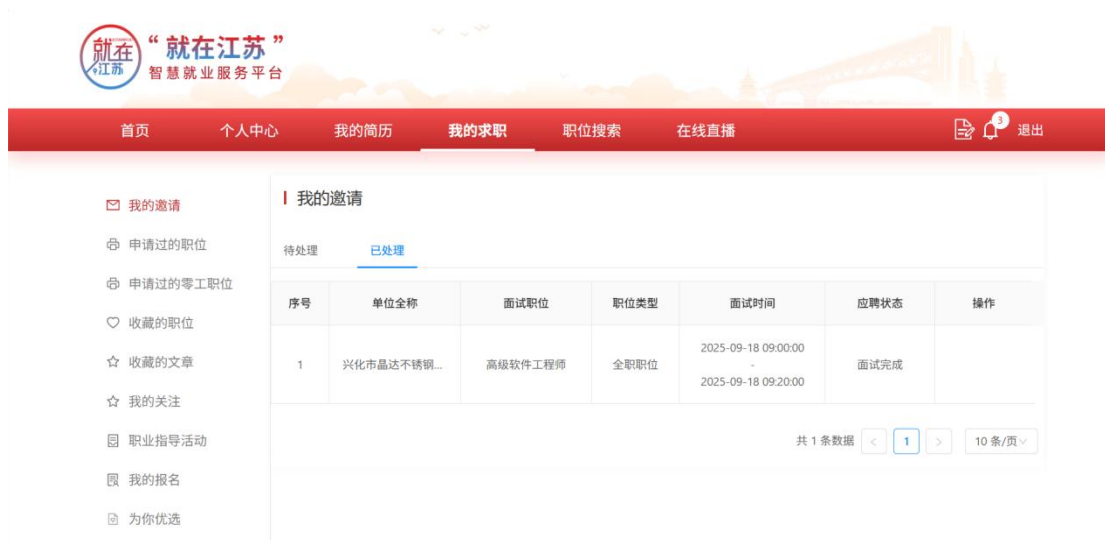 就在
江苏
“就在江苏”
智慧就业服务平台
首页 个人中心 我的简历 我的求职 职位搜索 在线直播 3 退出
我的邀请
申请过的职位
申请过的零工职位
收藏的职位
收藏的文章
我的关注
职业指导活动
我的报名
为你优选
我的邀请
待处理 已处理
序号 单位全称 面试职位 职位类型 面试时间 应聘状态 操作
1 兴化市晶达不锈钢... 高级软件工程师 全职职位 2025-09-18 09:00:00 - 2025-09-18 09:20:00 面试完成
共 1 条数据 < 1 > 10 条/页